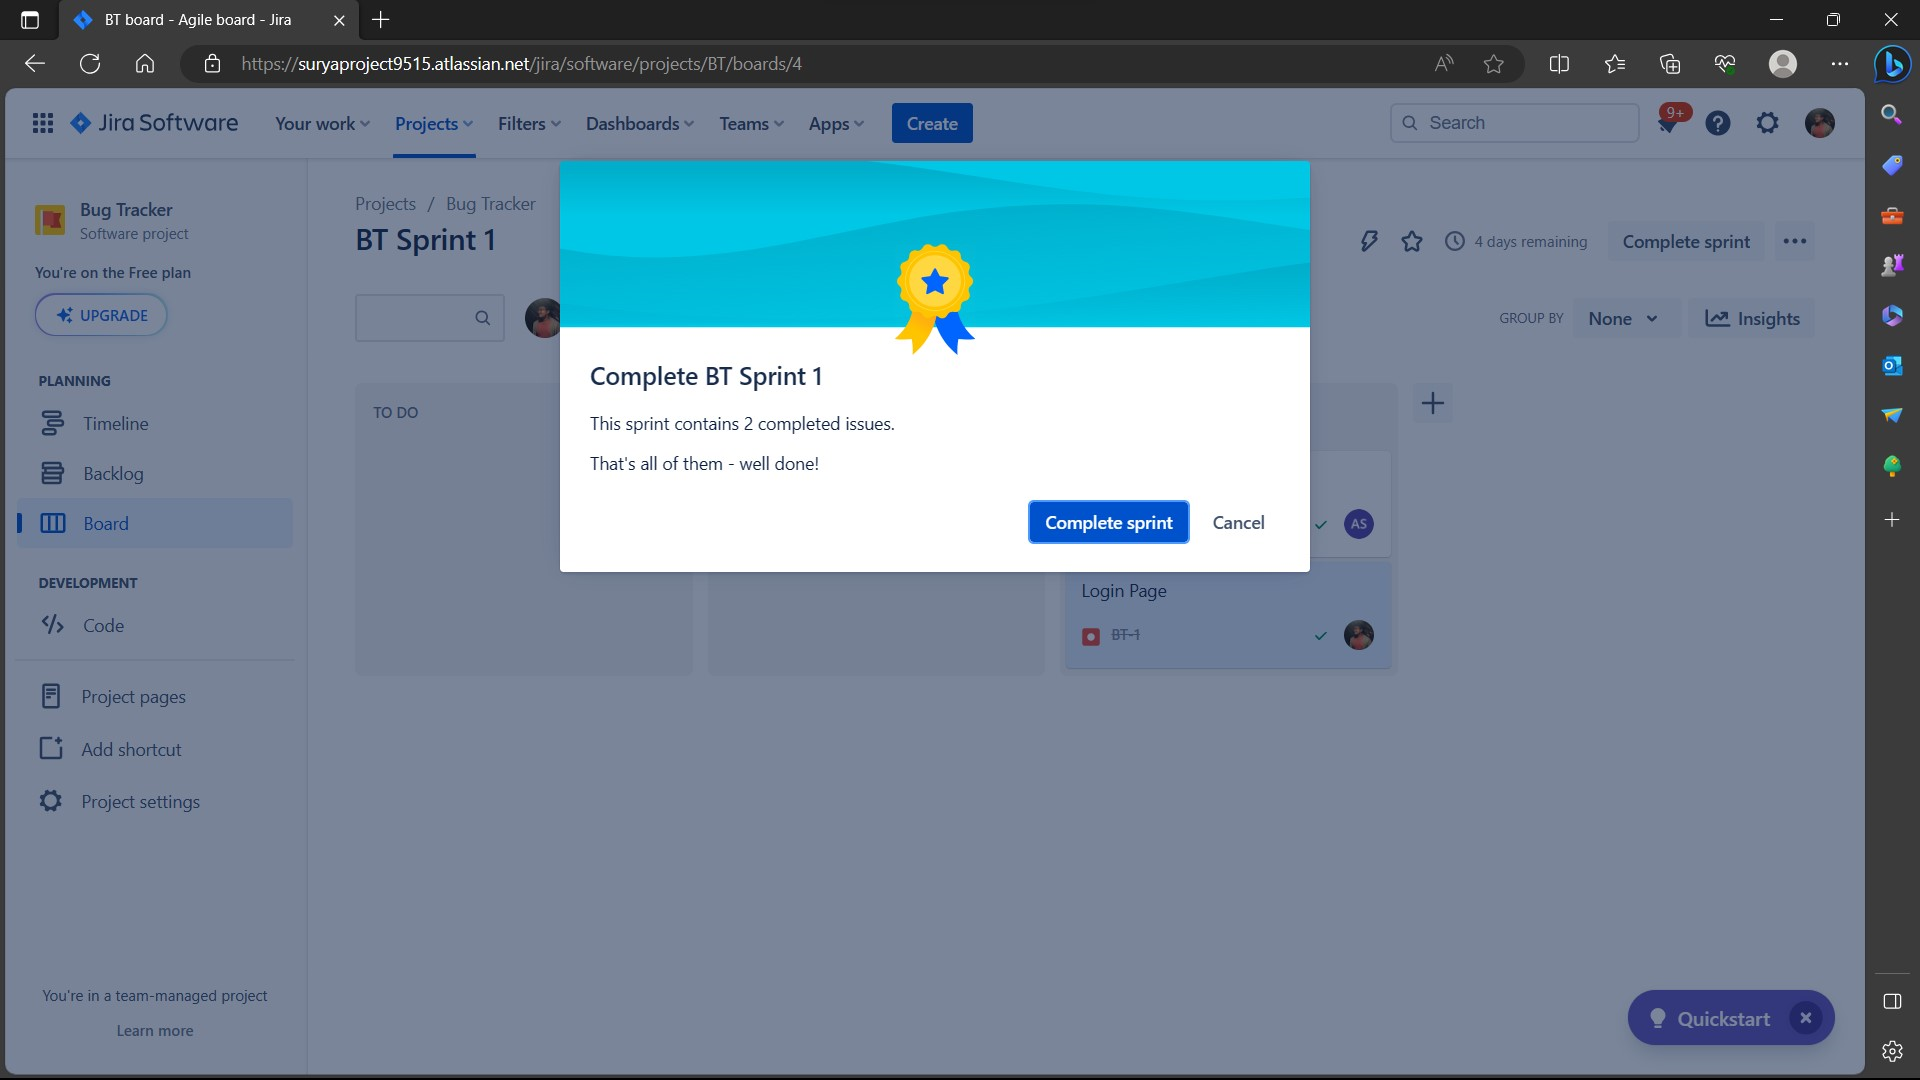 BT board - Agile board - Jira
https://suryaproject9515.atlassian.net/jira/software/projects/BT/boards/4
Jira Software
Your work
Projects
Filters
Dashboards
Teams
Apps
Create
Search
9+
Bug Tracker
Software project
You're on the Free plan
UPGRADE
PLANNING
Timeline
Backlog
Board
DEVELOPMENT
Code
Project pages
Add shortcut
Project settings
You're in a team-managed project
Learn more
Projects / Bug Tracker
BT Sprint 1
4 days remaining
Complete sprint
GROUP BY
None
Insights
TO DO
Complete BT Sprint 1
This sprint contains 2 completed issues.
That's all of them - well done!
Complete sprint
Cancel
AS
Login Page
BT-1
Quickstart